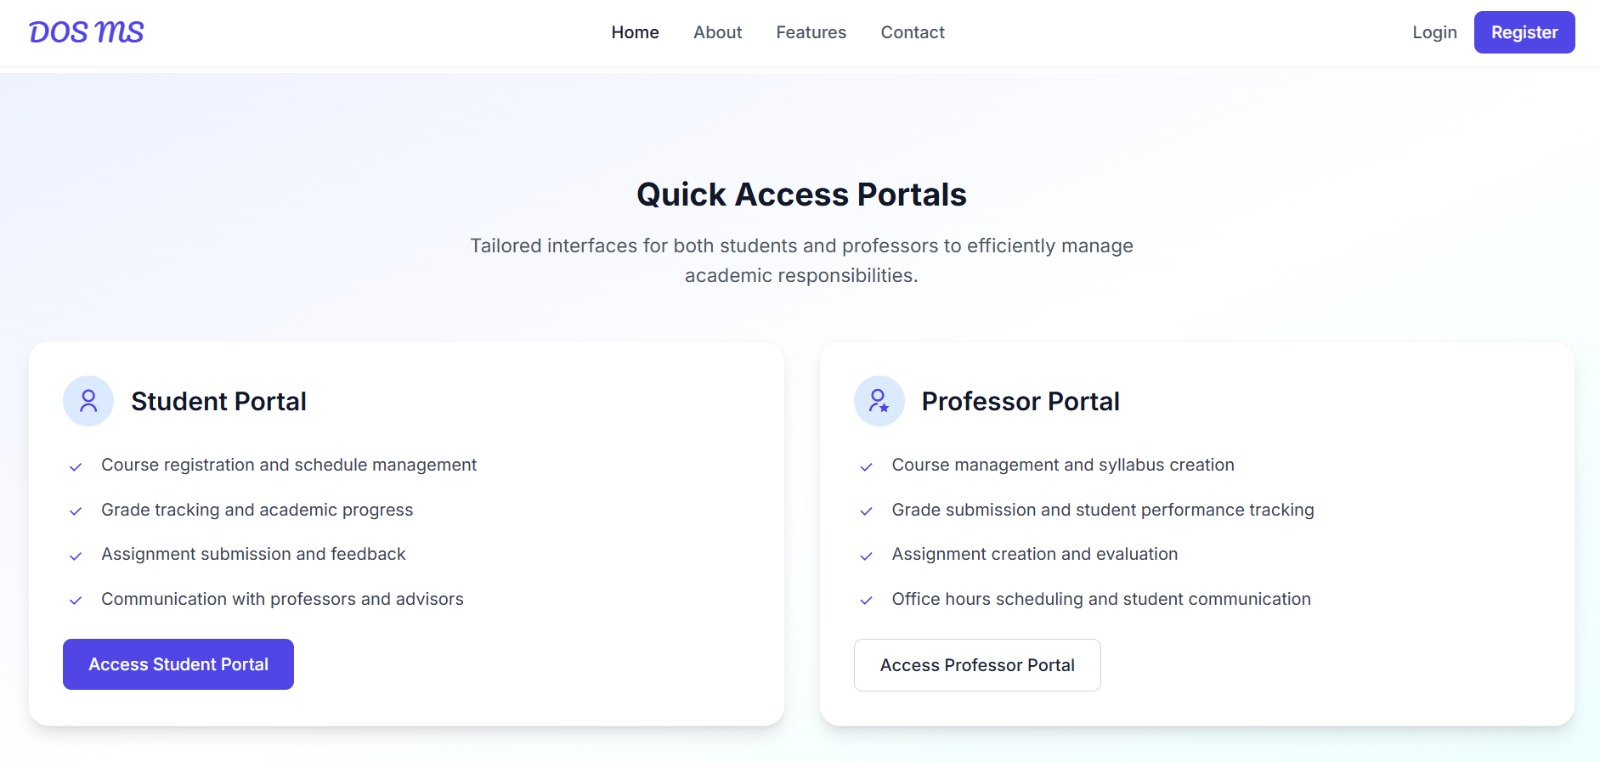 DOS MS
Home
About
Features
Contact
Login
Register
Quick Access Portals
Tailored interfaces for both students and professors to efficiently manage
academic responsibilities.
Student Portal
Course registration and schedule management
Grade tracking and academic progress
Assignment submission and feedback
Communication with professors and advisors
Access Student Portal
Professor Portal
Course management and syllabus creation
Grade submission and student performance tracking
Assignment creation and evaluation
Office hours scheduling and student communication
Access Professor Portal